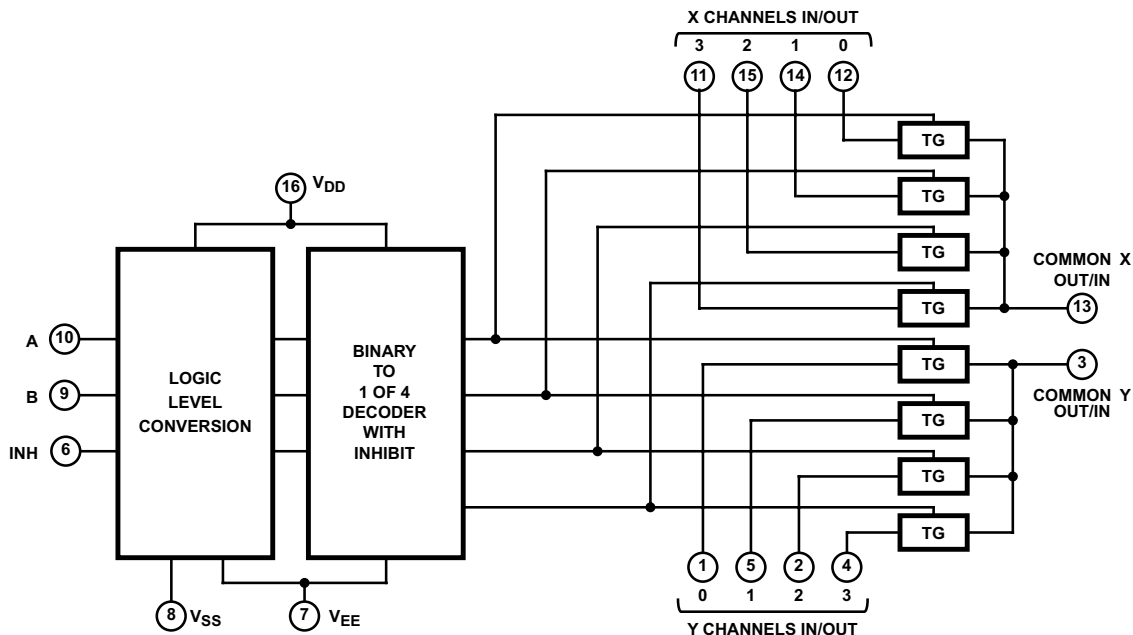 X CHANNELS IN/OUT
3 2 1 0
11 15 14 12
TG
16 VDD
TG
TG
COMMON X
OUT/IN
TG
13
A 10
LOGIC
LEVEL
CONVERSION
BINARY
TO
1 OF 4
DECODER
WITH
INHIBIT
TG
3
COMMON Y
OUT/IN
B 9
TG
INH 6
TG
TG
1 5 2 4
0 1 2 3
8 VSS
7 VEE
Y CHANNELS IN/OUT